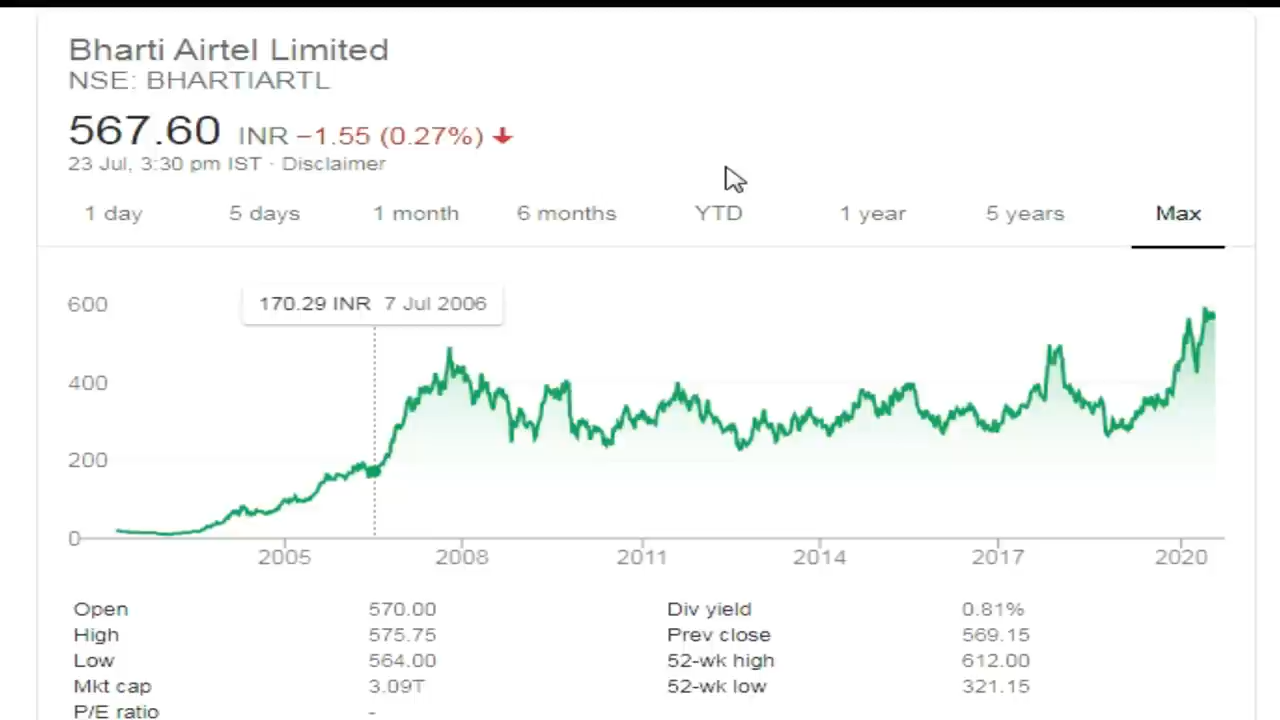 Bharti Airtel Limited
NSE: BHARTIARTL
567.60 INR −1.55 (0.27%)
23 Jul, 3:30 pm IST · Disclaimer
1 day 5 days 1 month 6 months YTD 1 year 5 years Max
170.29 INR 7 Jul 2006
600
400
200
0
2005 2008 2011 2014 2017 2020
Open 570.00 Div yield 0.81%
High 575.75 Prev close 569.15
Low 564.00 52-wk high 612.00
Mkt cap 3.09T 52-wk low 321.15
P/E ratio -